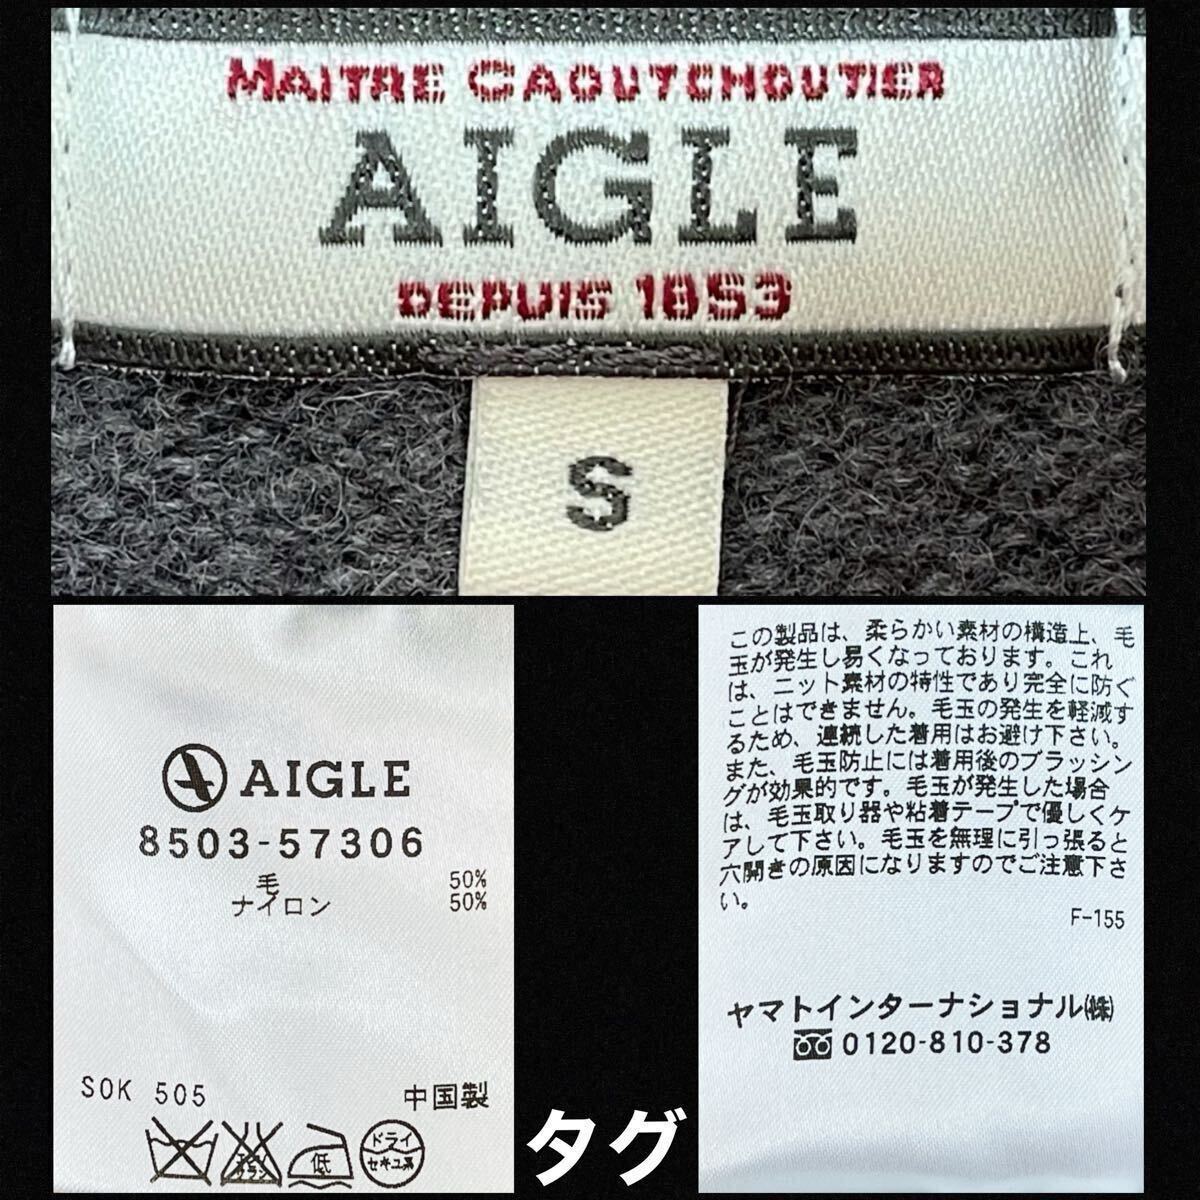 MAITRE CAOUTCHOUTIER
AIGLE
DEPUIS 1853
S
AIGLE
8503-57306
毛 50%
ナイロン 50%
SOK 505 中国製
エンソ
サラシ
低
ドライ
セキユ系
この製品は、柔らかい素材の構造上、毛
玉が発生し易くなっております。これ
は、ニット素材の特性であり完全に防ぐ
ことはできません。毛玉の発生を軽減す
るため、連続した着用はお避け下さい。
また、毛玉防止には着用後のブラッシン
グが効果的です。毛玉が発生した場合
は、毛玉取り器や粘着テープで優しくケ
アして下さい。毛玉を無理に引っ張ると
穴開きの原因になりますのでご注意下さ
い。
F-155
ヤマトインターナショナル(株)
0120-810-378
タグ